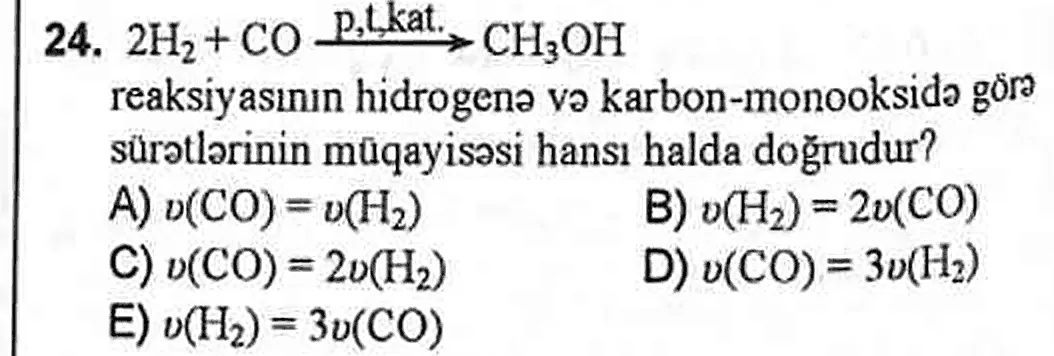 24. 2H₂ + CO p,t,kat.→ CH₃OH
reaksiyasının hidrogenə və karbon-monooksidə görə
sürətlərinin müqayisəsi hansı halda doğrudur?
A) υ(CO) = υ(H₂) B) υ(H₂) = 2υ(CO)
C) υ(CO) = 2υ(H₂) D) υ(CO) = 3υ(H₂)
E) υ(H₂) = 3υ(CO)